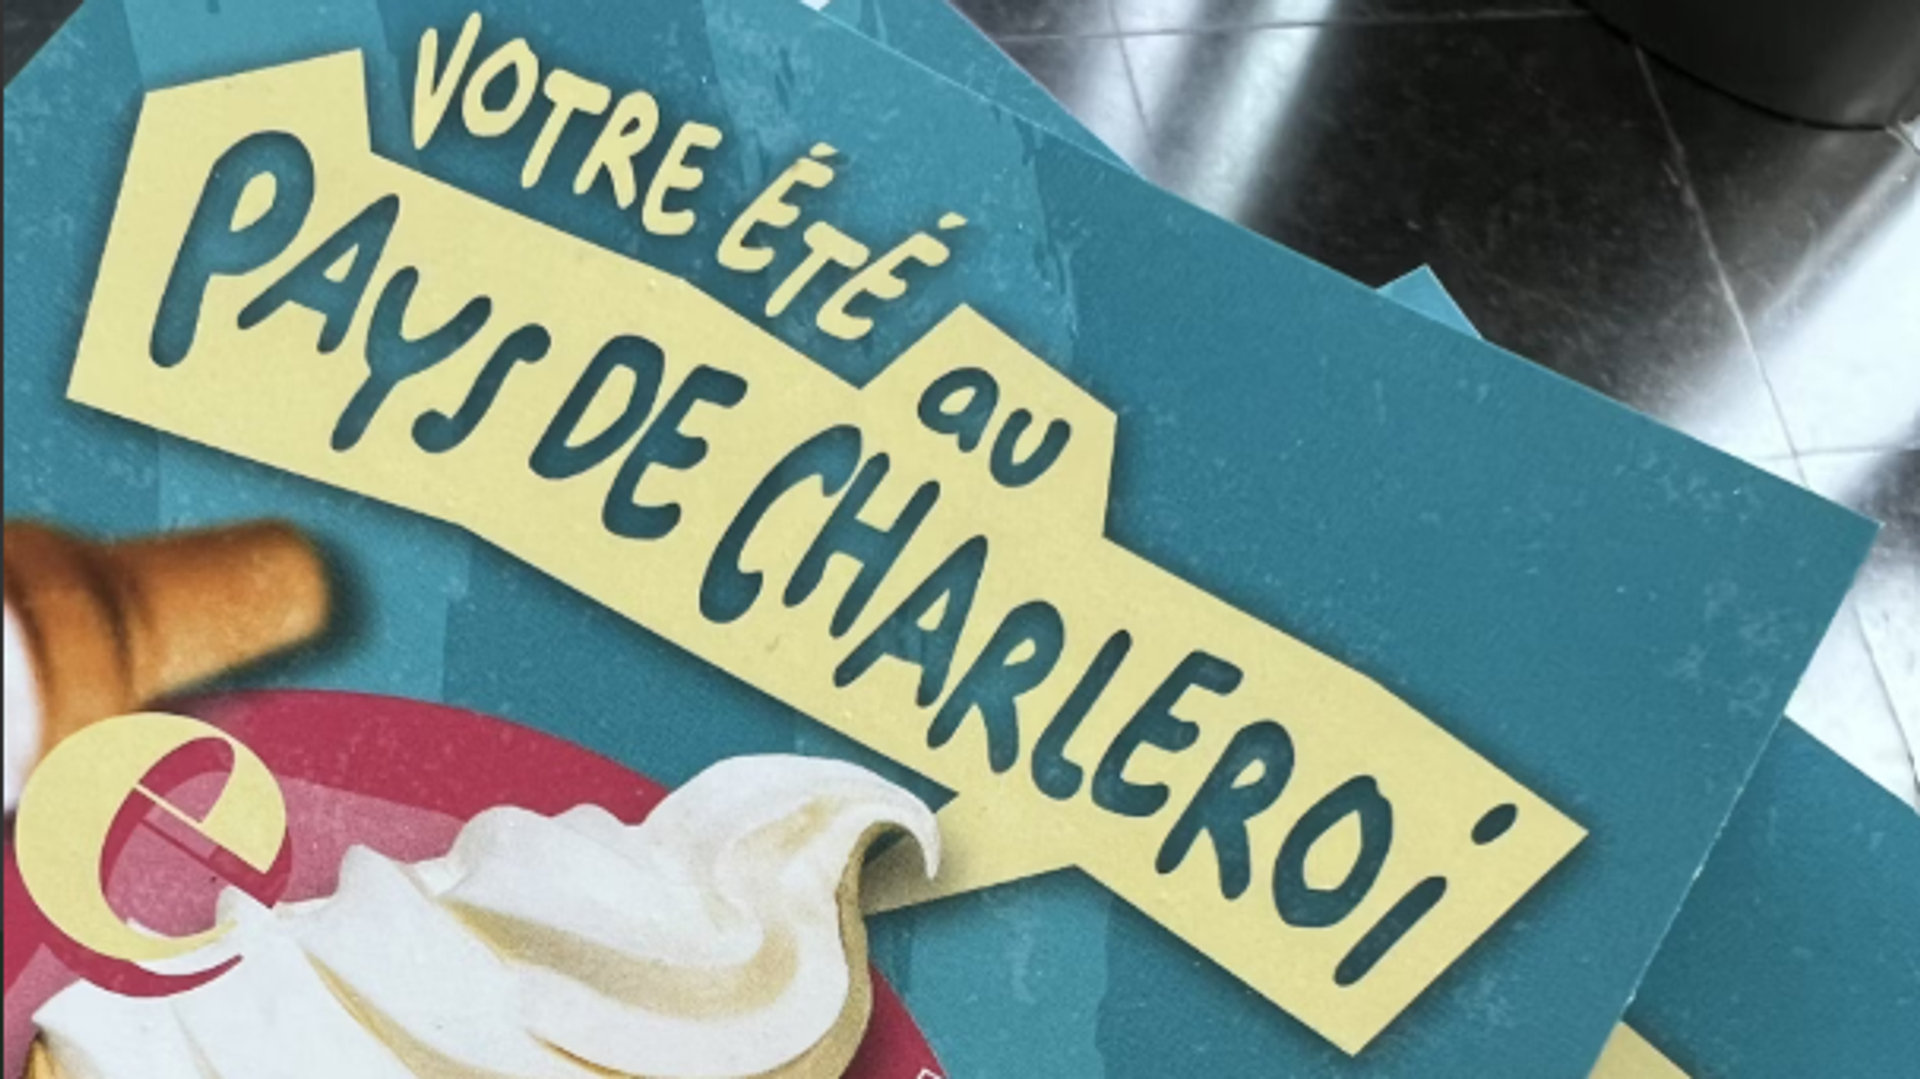 VOTRE ÉTÉ
au
PAYS DE CHARLEROi
e